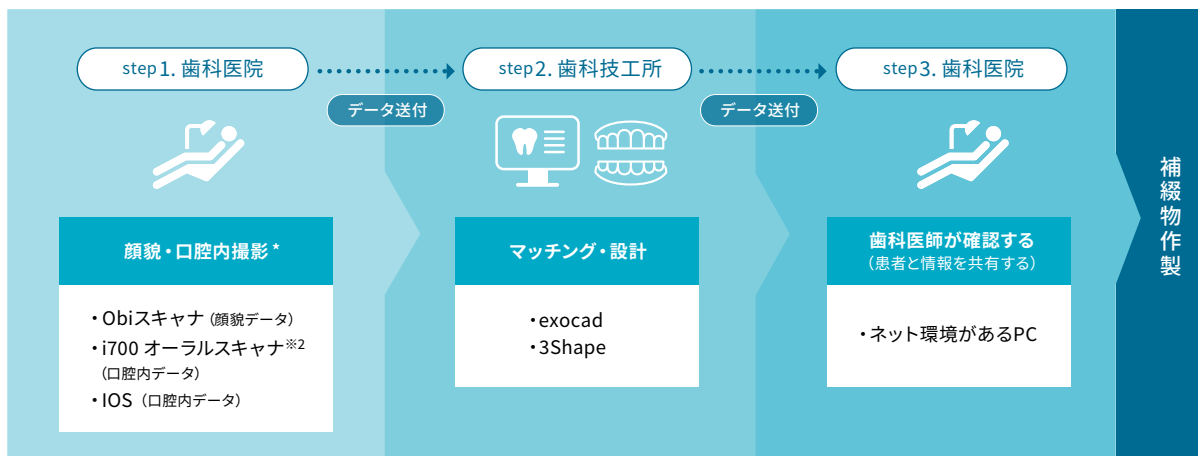 step1. 歯科医院
データ送付
step2. 歯科技工所
データ送付
step3. 歯科医院
顔貌・口腔内撮影 *
・Obiスキャナ (顔貌データ)
・i700 オーラルスキャナ※2
(口腔内データ)
・IOS (口腔内データ)
マッチング・設計
・exocad
・3Shape
歯科医師が確認する
(患者と情報を共有する)
・ネット環境があるPC
補綴物作製